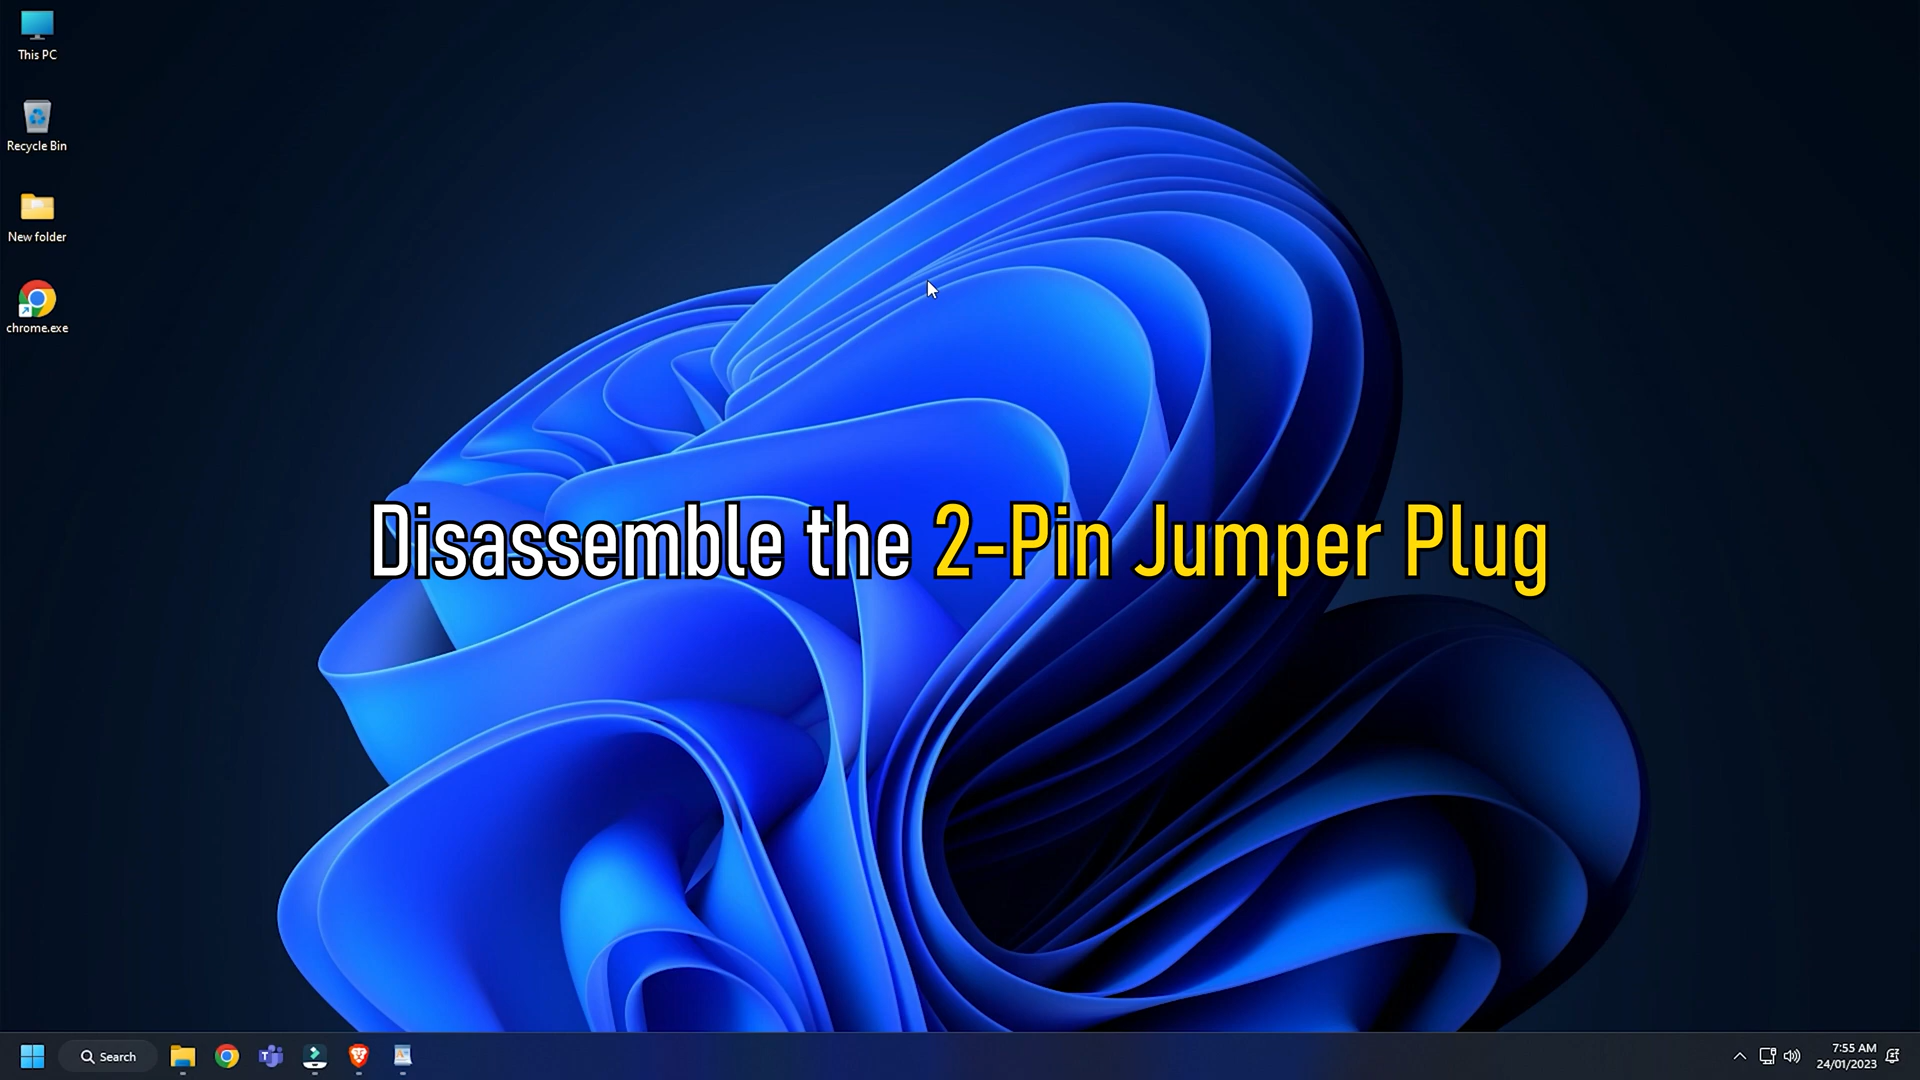 This PC
Recycle Bin
New folder
chrome.exe
Disassemble the 2-Pin Jumper Plug
Search
7:55 AM
24/01/2023